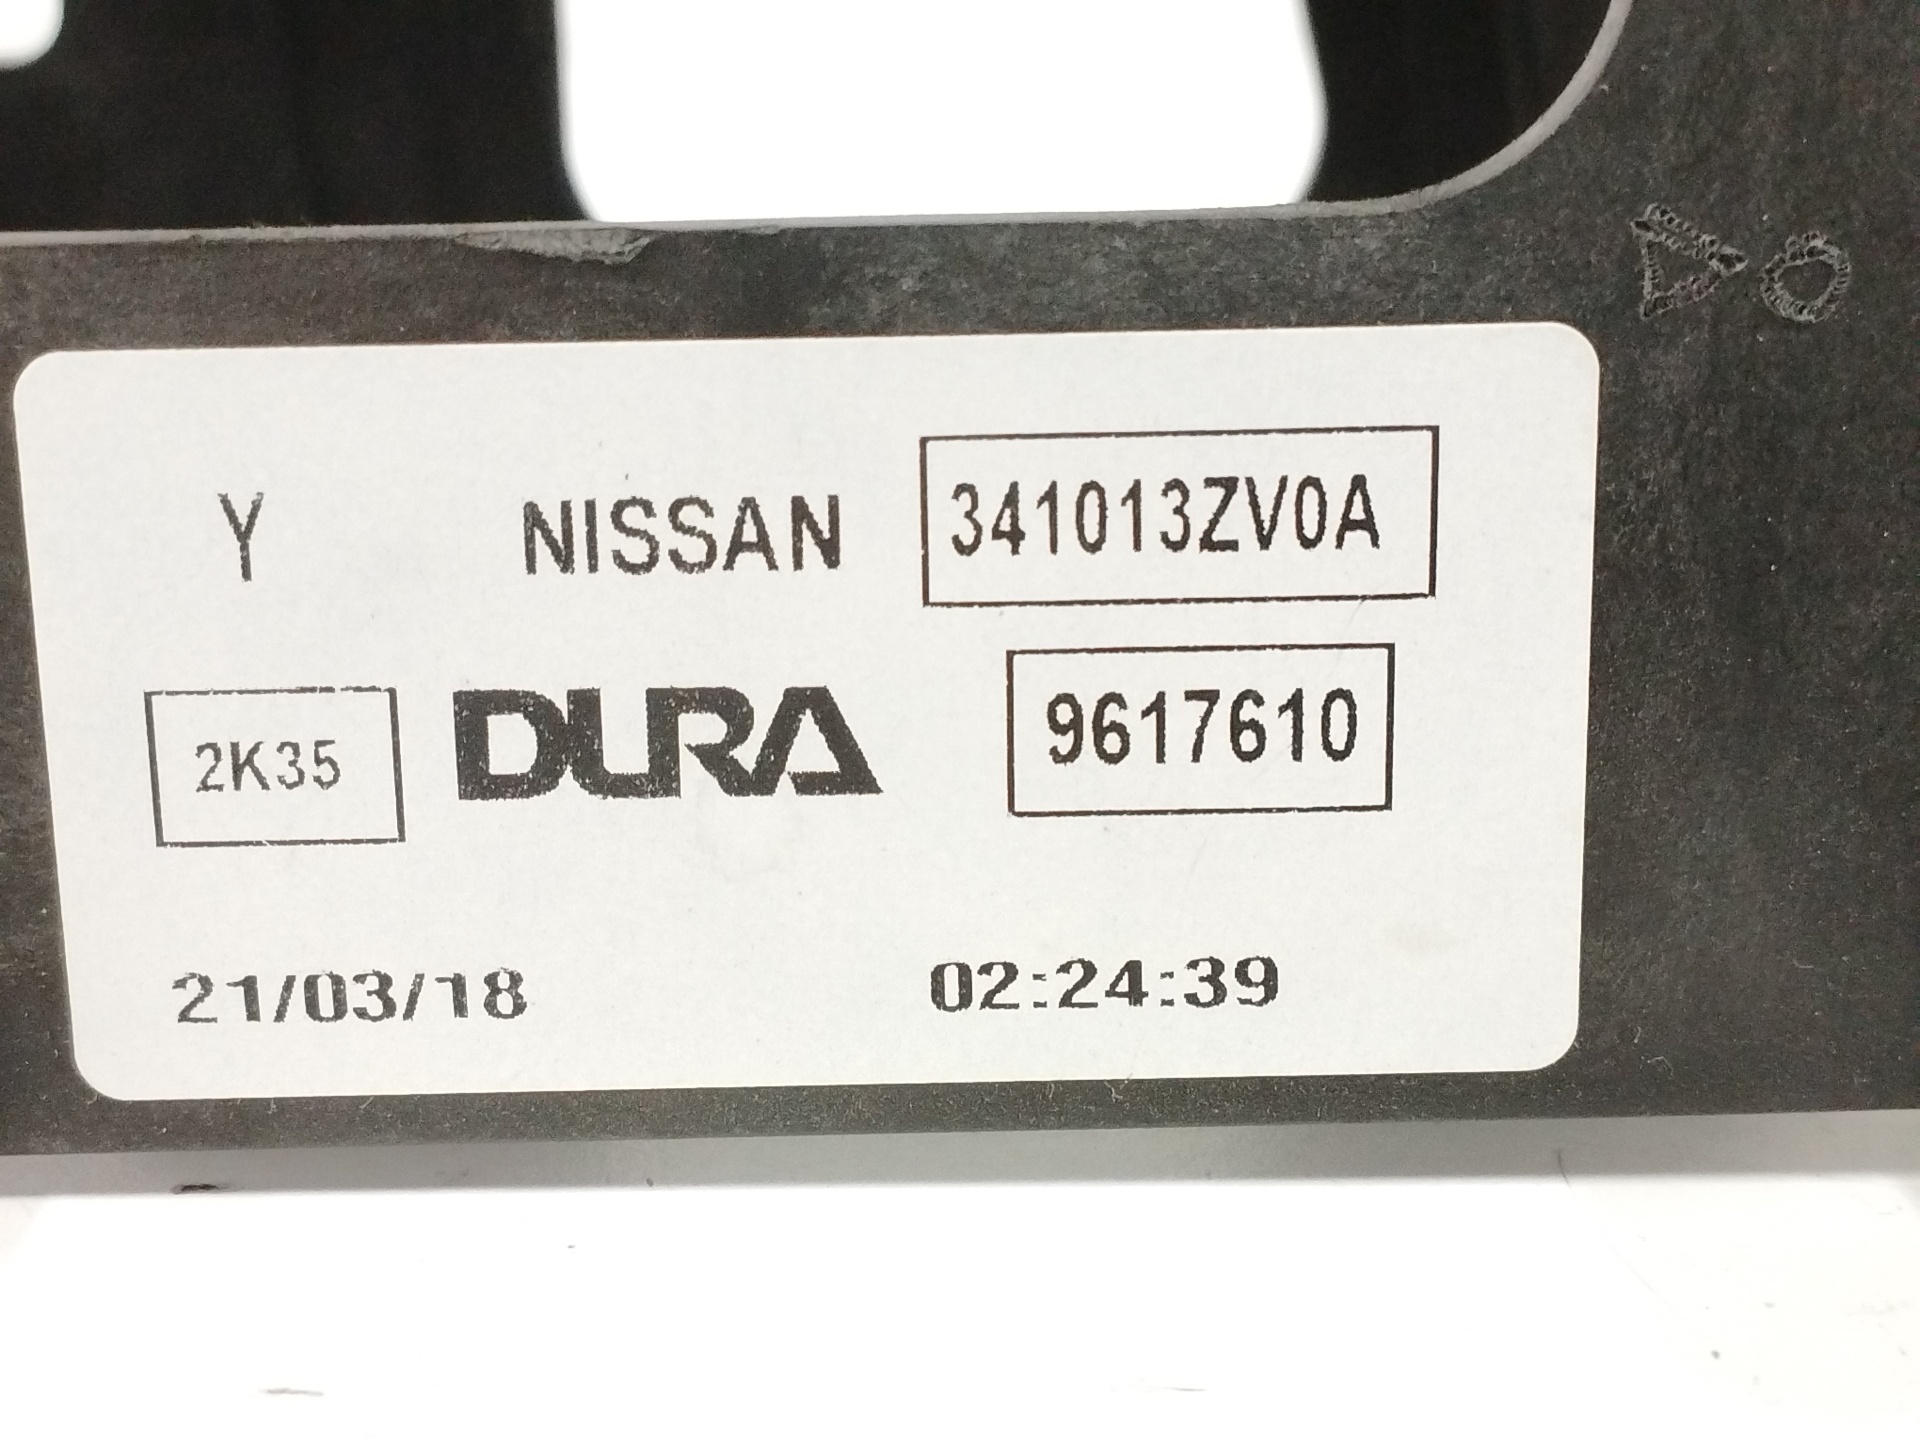 Y NISSAN 341013ZV0A
2K35 DURA 9617610
21/03/18 02:24:39